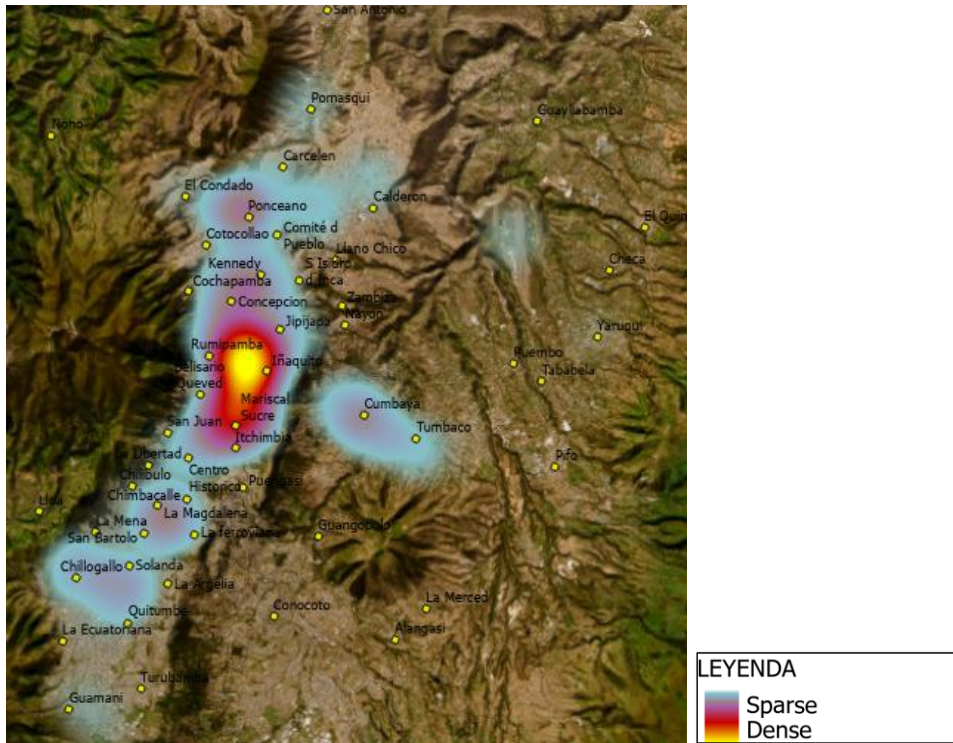 San Antonio
Pomasqui
Guayllabamba
Nono
Carcelen
El Condado
Calderon
Ponceano
El Quin
Cotocollao
Comité d
Pueblo
Llano Chico
Kennedy
S Isidro
d Inca
Checa
Cochapamba
Concepcion
Zambiza
Nayon
Jipijapa
Yaruqui
Rumipamba
Belisario
Queved
Iñaquito
Puembo
Tababela
Mariscal
Sucre
Cumbaya
San Juan
Tumbaco
Itchimbia
La Libertad
Centro
Historico
Pifo
Chilibulo
Puengasi
Chimbacalle
Lloa
La Magdalena
La Mena
San Bartolo
La ferroviaria
Guangopolo
Chillogallo
Solanda
La Argelia
Quitumbe
Conocoto
La Merced
La Ecuatoriana
Alangasi
Turubamba
Guamani
LEYENDA
Sparse
Dense